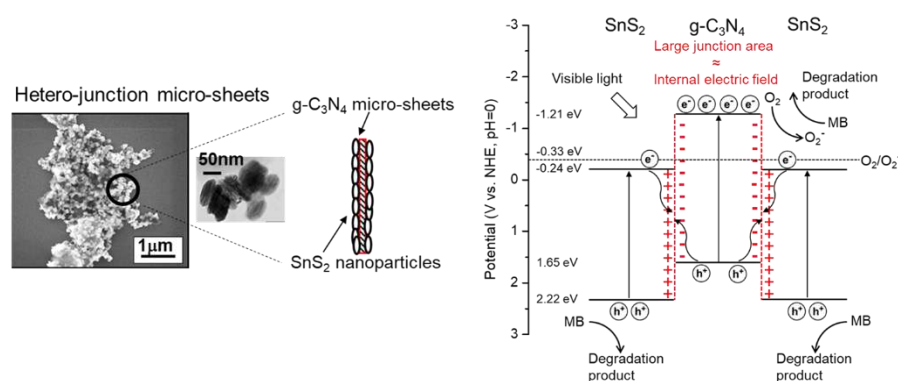 Hetero-junction micro-sheets
1μm
50nm
g-C₃N₄ micro-sheets
SnS₂ nanoparticles
SnS₂
g-C₃N₄
SnS₂
Large junction area
≈
Internal electric field
Visible light
Potential (V vs. NHE, pH=0)
-3
-2
-1
0
1
2
3
-1.21 eV
-0.33
-0.24 eV
1.65 eV
2.22 eV
e⁻
e⁻ e⁻ e⁻ e⁻
e⁻
O₂
O₂⁻
Degradation
product
MB
O₂/O₂⁻
h⁺ h⁺
h⁺ h⁺
h⁺ h⁺
MB
Degradation
product
MB
Degradation
product